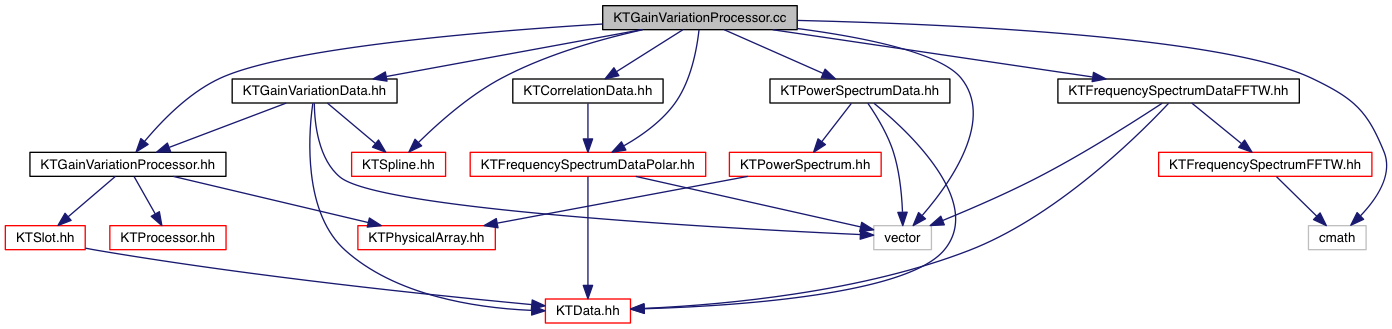 KTGainVariationProcessor.cc
KTGainVariationData.hh
KTCorrelationData.hh
KTPowerSpectrumData.hh
KTFrequencySpectrumDataFFTW.hh
KTGainVariationProcessor.hh
KTSpline.hh
KTFrequencySpectrumDataPolar.hh
KTPowerSpectrum.hh
KTFrequencySpectrumFFTW.hh
KTSlot.hh
KTProcessor.hh
KTPhysicalArray.hh
vector
cmath
KTData.hh